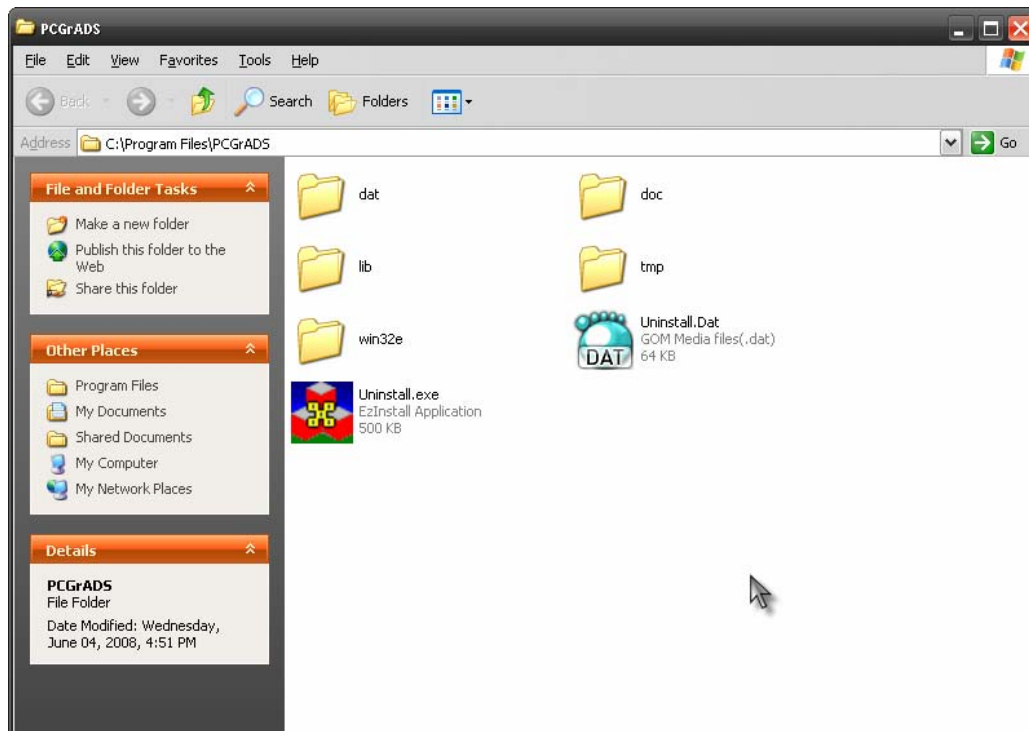 PCGrADS
File Edit View Favorites Tools Help
Back Search Folders
Address C:\Program Files\PCGrADS Go
File and Folder Tasks
Make a new folder
Publish this folder to the
Web
Share this folder
Other Places
Program Files
My Documents
Shared Documents
My Computer
My Network Places
Details
PCGrADS
File Folder
Date Modified: Wednesday,
June 04, 2008, 4:51 PM
dat
doc
lib
tmp
win32e
DAT
Uninstall.Dat
GOM Media files(.dat)
64 KB
Uninstall.exe
EzInstall Application
500 KB